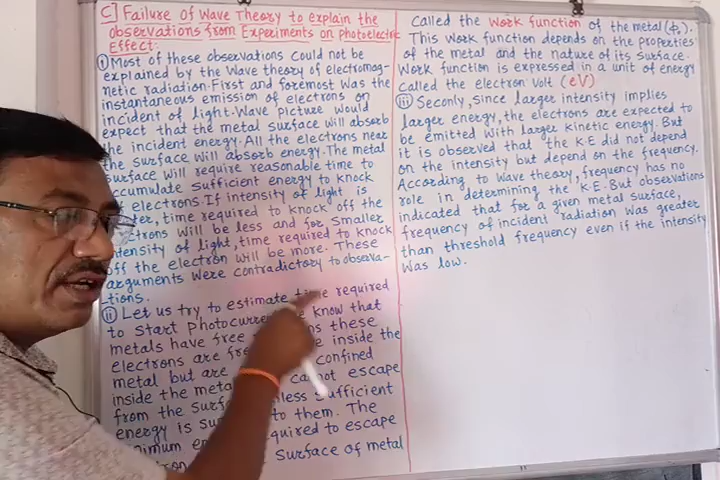 C] Failure of Wave Theory to explain the
observations from Experiments on photoelectric
Effect:
(i) Most of these observations could not be
explained by the Wave theory of electromag-
netic radiation. First and foremost was the
instantaneous emission of electrons on
incident of light. Wave picture would
expect that the metal surface will absorb
the incident energy. All the electrons near
the surface will absorb energy. The metal
surface will require reasonable time to
accumulate sufficient energy to knock
electrons. If intensity of light is
time required to knock off the
will be less and for smaller
intensity of light, time required to knock
off the electron will be more. These
arguments were contradictory to observa-
tions.
(ii) Let us try to estimate time required
to start photocurrent know that
metals have free these
electrons are inside the
metal but are confined
inside the metal cannot escape
from the sufficient
energy is to them. The
required to escape
surface of metal
Called the work function of the metal (ϕ₀).
This work function depends on the properties
of the metal and the nature of its surface.
Work function is expressed in a unit of energy
called the electron volt (eV)
(iii) Seconly, since larger intensity implies
larger energy, the electrons are expected to
be emitted with larger kinetic energy. But
it is observed that the K.E did not depend
on the intensity but depend on the frequency.
According to wave theory, frequency has no
role in determining the K.E. But observations
indicated that for a given metal surface,
frequency of incident radiation was greater
than threshold frequency even if the intensity
was low.